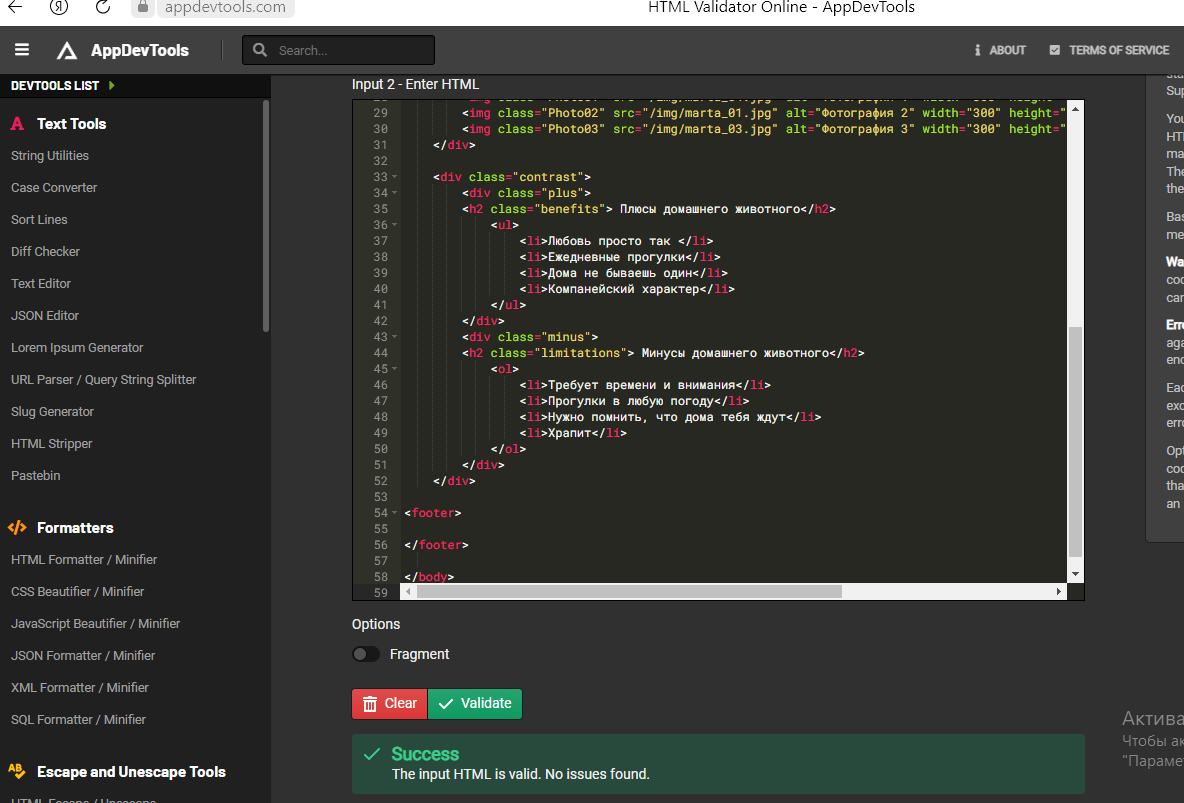 appdevtools.com
HTML Validator Online - AppDevTools
AppDevTools
Search...
ABOUT
TERMS OF SERVICE
DEVTOOLS LIST
Text Tools
String Utilities
Case Converter
Sort Lines
Diff Checker
Text Editor
JSON Editor
Lorem Ipsum Generator
URL Parser / Query String Splitter
Slug Generator
HTML Stripper
Pastebin
Formatters
HTML Formatter / Minifier
CSS Beautifier / Minifier
JavaScript Beautifier / Minifier
JSON Formatter / Minifier
XML Formatter / Minifier
SQL Formatter / Minifier
Escape and Unescape Tools
Input 2 - Enter HTML
29 <img class="Photo02" src="/img/marta_01.jpg" alt="Фотография 2" width="300" height="
30 <img class="Photo03" src="/img/marta_03.jpg" alt="Фотография 3" width="300" height="
31 </div>
32
33 <div class="contrast">
34 <div class="plus">
35 <h2 class="benefits"> Плюсы домашнего животного</h2>
36 <ul>
37 <li>Любовь просто так </li>
38 <li>Ежедневные прогулки</li>
39 <li>Дома не бываешь один</li>
40 <li>Компанейский характер</li>
41 </ul>
42 </div>
43 <div class="minus">
44 <h2 class="limitations"> Минусы домашнего животного</h2>
45 <ol>
46 <li>Требует времени и внимания</li>
47 <li>Прогулки в любую погоду</li>
48 <li>Нужно помнить, что дома тебя ждут</li>
49 <li>Храпит</li>
50 </ol>
51 </div>
52 </div>
53
54 <footer>
55
56 </footer>
57
58 </body>
59
Options
Fragment
Clear
Validate
Success
The input HTML is valid. No issues found.
Sup
You
HTI
ma
The
the
Bas
me
Wa
coc
car
Erro
aga
enc
Eac
exc
erro
Opt
coc
tha
an
Актива
Чтобы ак
"Параме